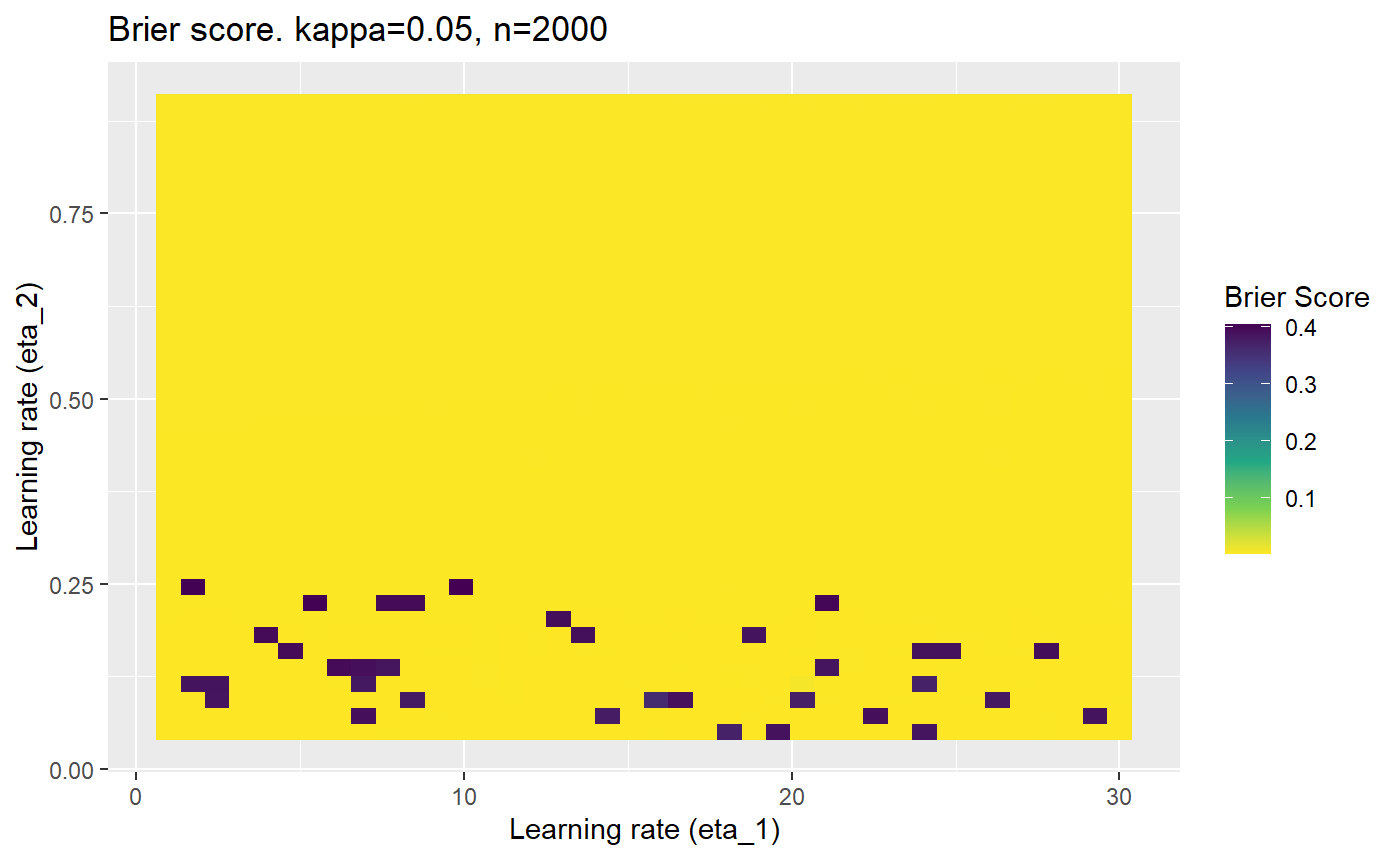 Brier score. kappa=0.05, n=2000
Learning rate (eta_2)
0.75
0.50
0.25
0.00
0 10 20 30
Learning rate (eta_1)
Brier Score
0.4
0.3
0.2
0.1